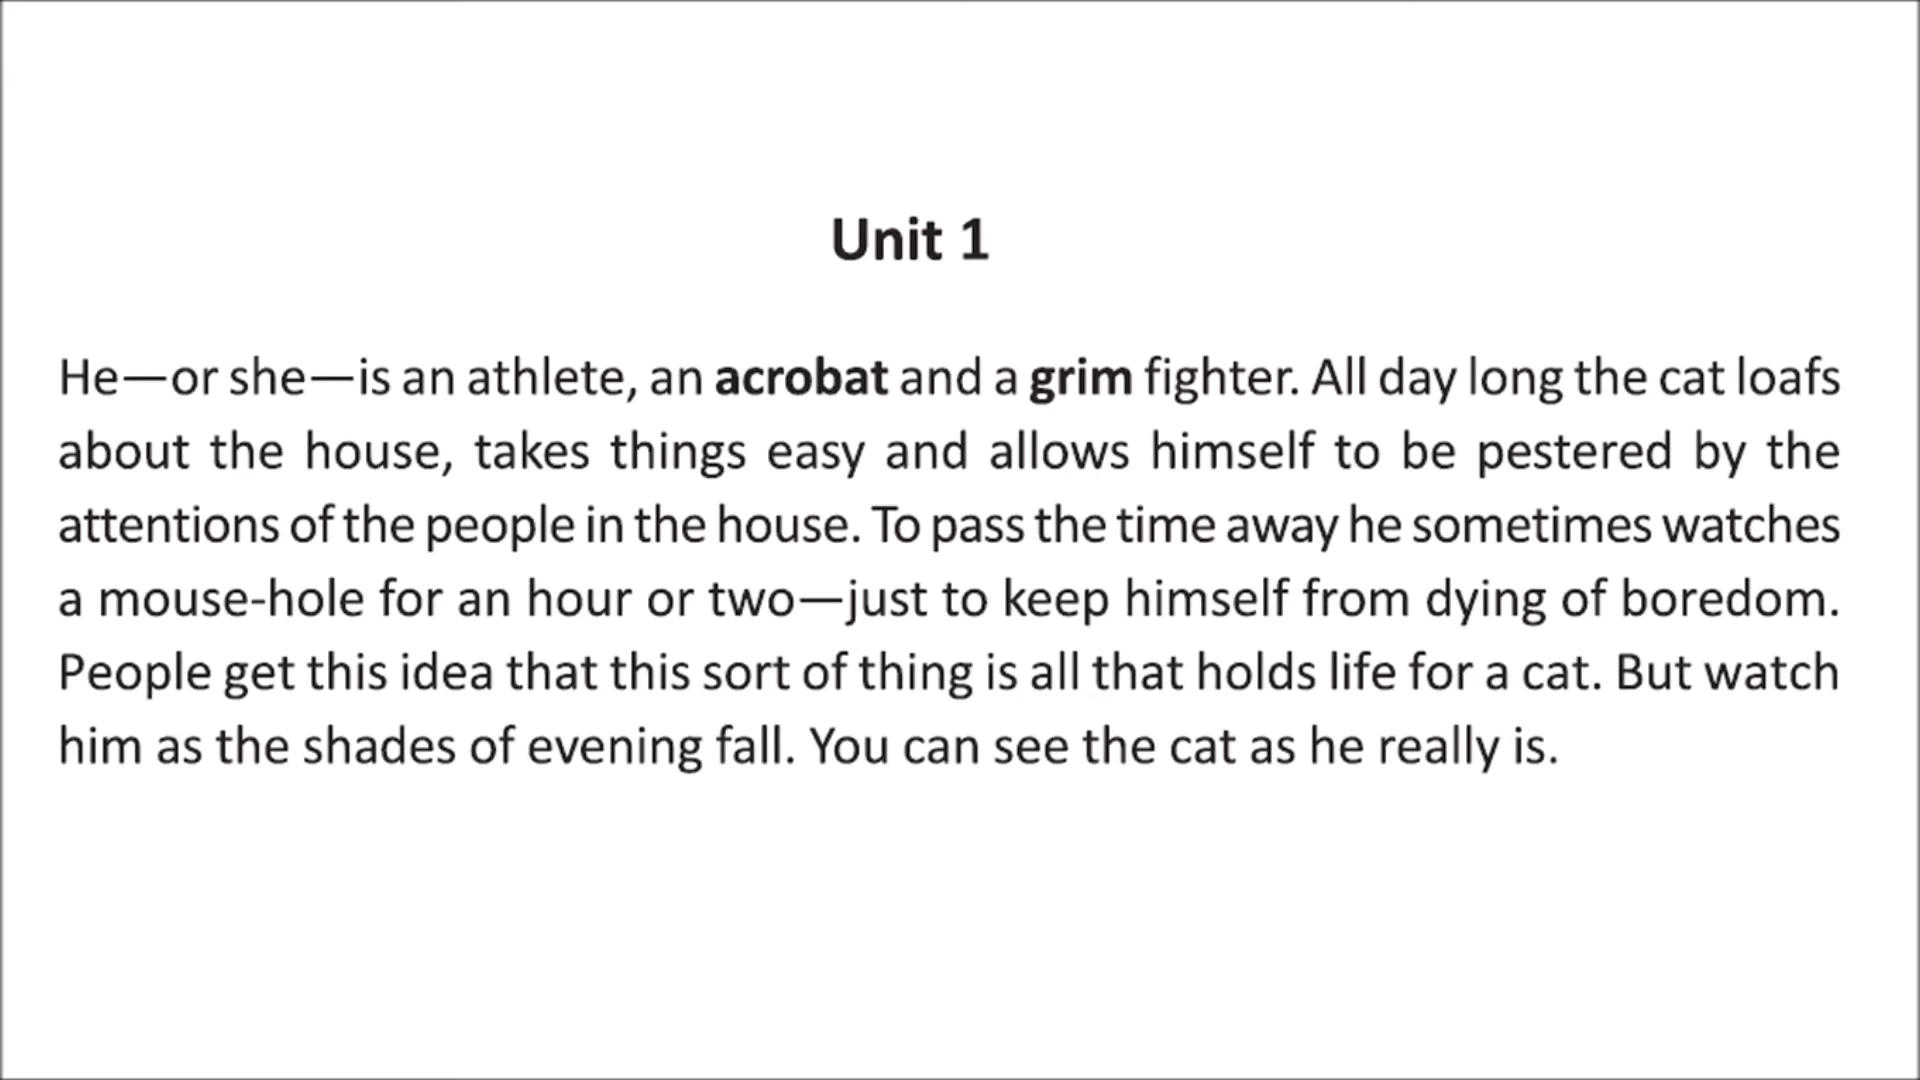 Unit 1
He—or she—is an athlete, an acrobat and a grim fighter. All day long the cat loafs
about the house, takes things easy and allows himself to be pestered by the
attentions of the people in the house. To pass the time away he sometimes watches
a mouse-hole for an hour or two—just to keep himself from dying of boredom.
People get this idea that this sort of thing is all that holds life for a cat. But watch
him as the shades of evening fall. You can see the cat as he really is.